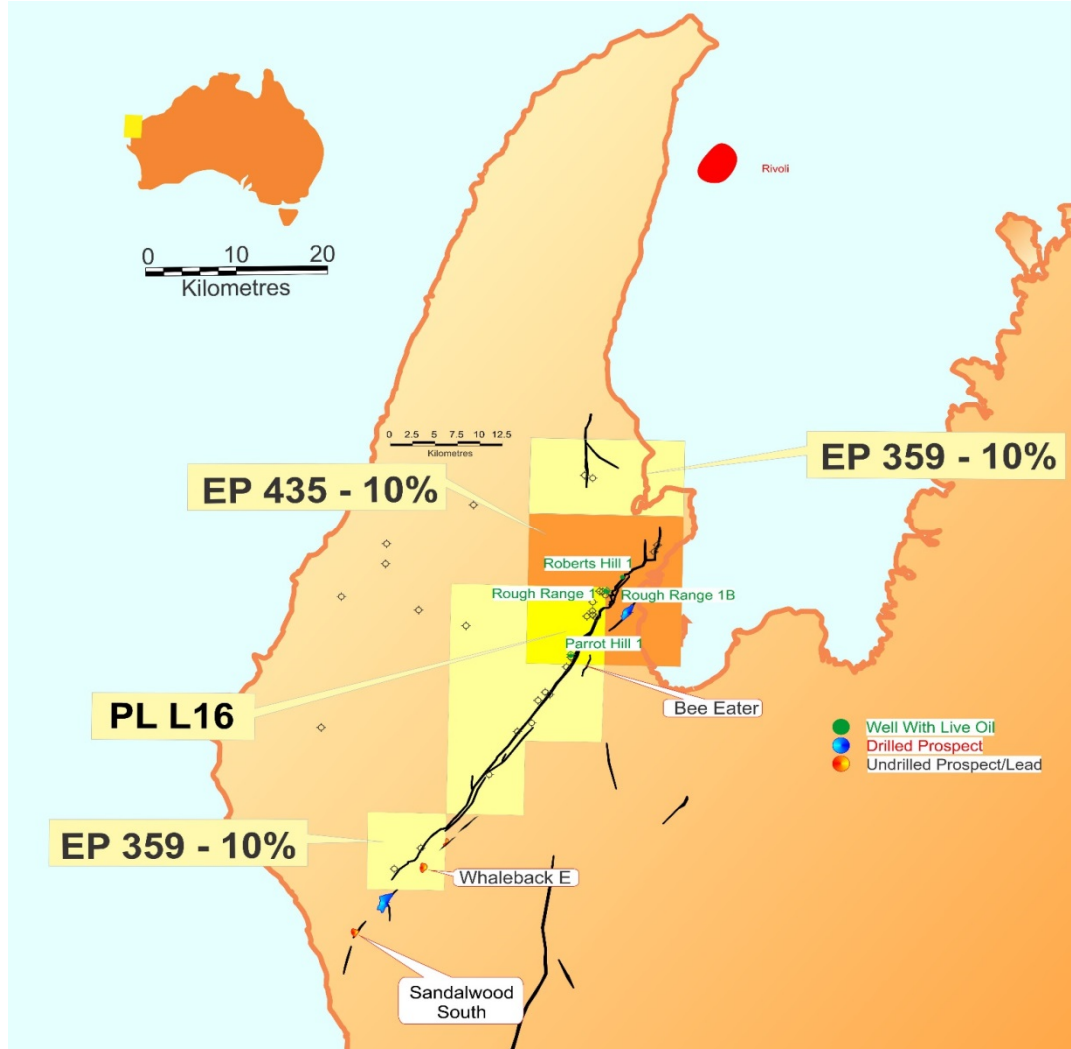 Rivoli
0 10 20
Kilometres
0 2.5 5 7.5 10 12.5
Kilometres
EP 359 - 10%
EP 435 - 10%
Roberts Hill 1
Rough Range 1
Rough Range 1B
Parrot Hill 1
PL L16
Bee Eater
Well With Live Oil
Drilled Prospect
Undrilled Prospect/Lead
EP 359 - 10%
Whaleback E
Sandalwood
South